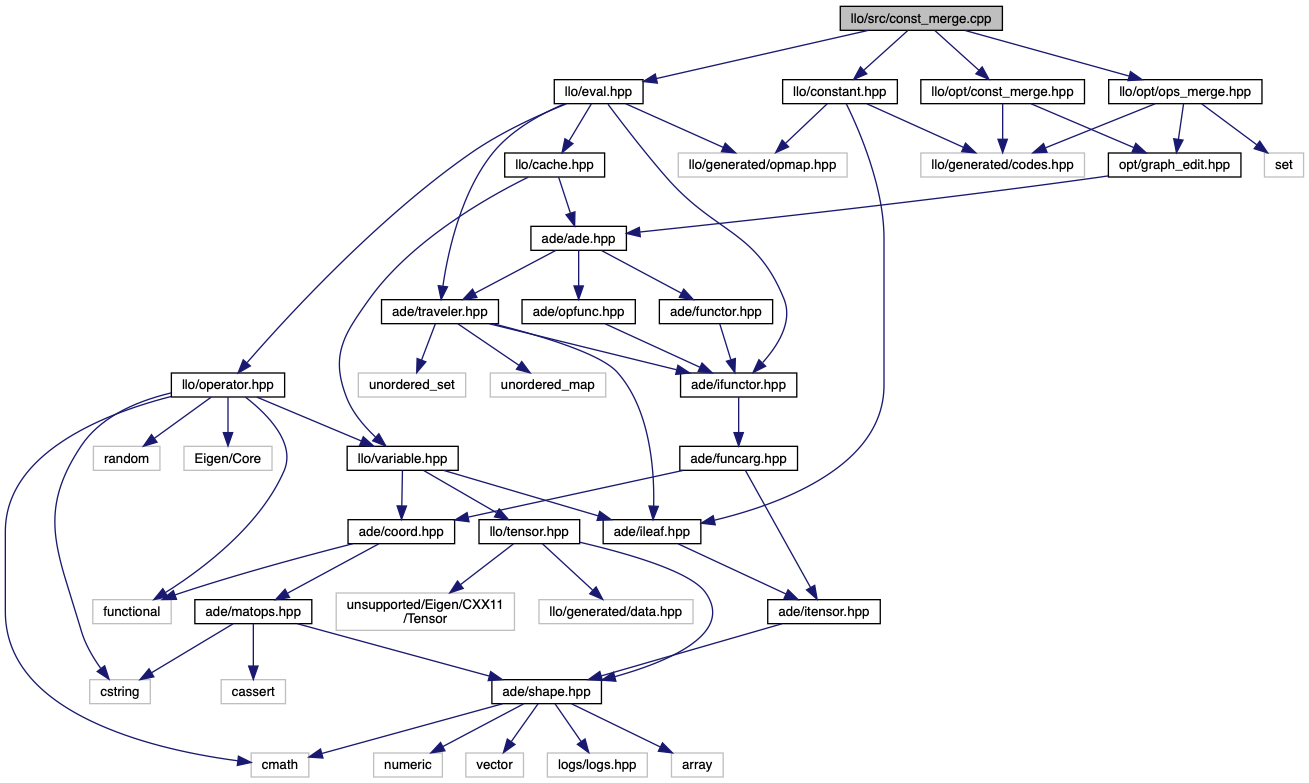 llo/src/const_merge.cpp
llo/eval.hpp
llo/constant.hpp
llo/opt/const_merge.hpp
llo/opt/ops_merge.hpp
llo/cache.hpp
llo/generated/opmap.hpp
llo/generated/codes.hpp
opt/graph_edit.hpp
set
ade/ade.hpp
ade/traveler.hpp
ade/opfunc.hpp
ade/functor.hpp
llo/operator.hpp
unordered_set
unordered_map
ade/ifunctor.hpp
random
Eigen/Core
llo/variable.hpp
ade/funcarg.hpp
ade/coord.hpp
llo/tensor.hpp
ade/ileaf.hpp
functional
ade/matops.hpp
unsupported/Eigen/CXX11
/Tensor
llo/generated/data.hpp
ade/itensor.hpp
cstring
cassert
ade/shape.hpp
cmath
numeric
vector
logs/logs.hpp
array